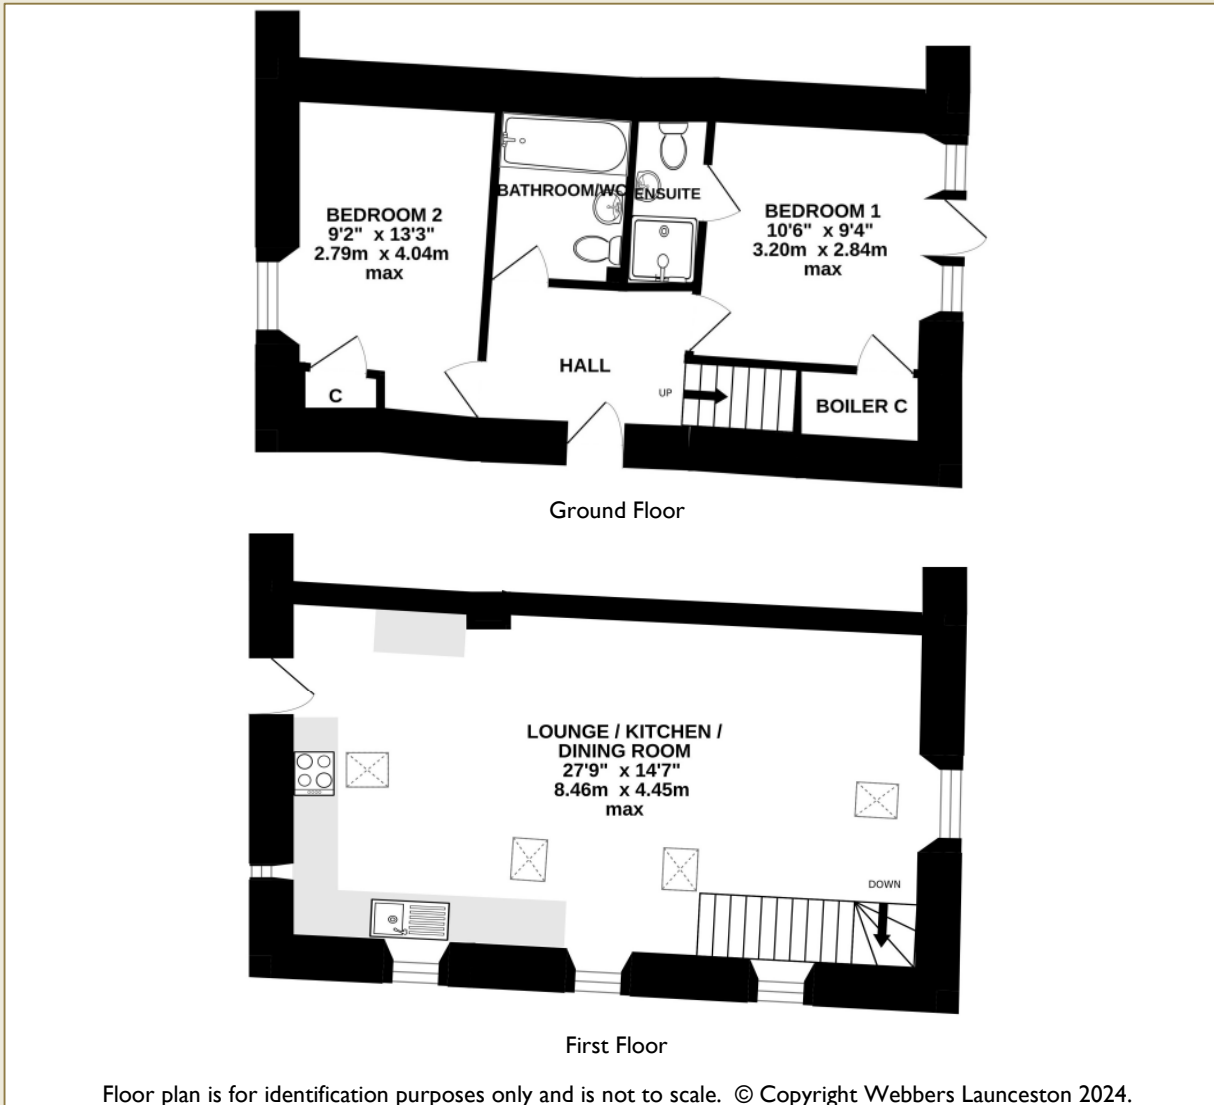 BATHROOM/WC
ENSUITE
BEDROOM 2
9'2" x 13'3"
2.79m x 4.04m
max
BEDROOM 1
10'6" x 9'4"
3.20m x 2.84m
max
HALL
C
UP
BOILER C
Ground Floor
LOUNGE / KITCHEN /
DINING ROOM
27'9" x 14'7"
8.46m x 4.45m
max
DOWN
First Floor
Floor plan is for identification purposes only and is not to scale. © Copyright Webbers Launceston 2024.